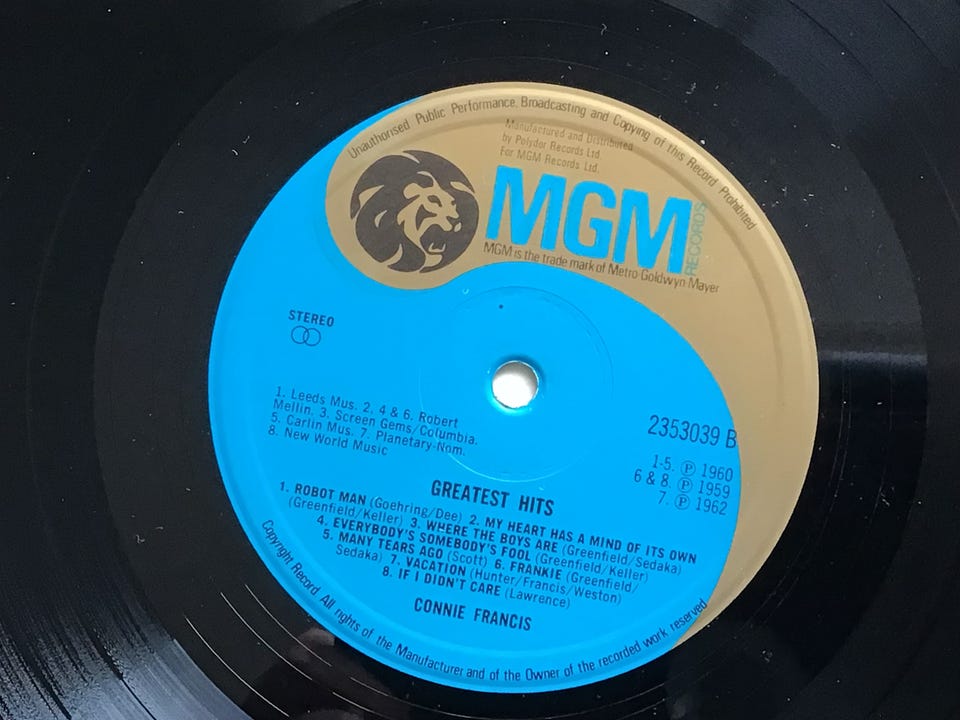 Unauthorised Public Performance, Broadcasting and Copying of this Record Prohibited
Manufactured and Distributed
by Polydor Records Ltd
For MGM Records Ltd.
MGM
RECORDS
MGM is the trade mark of Metro-Goldwyn Mayer
STEREO
1. Leeds Mus. 2, 4 & 6. Robert
Mellin. 3. Screen Gems/Columbia.
5. Carlin Mus. 7. Planetary-Nom.
8. New World Music
2353039 B
1-5. Ⓟ 1960
6 & 8. Ⓟ 1959
7. Ⓟ 1962
GREATEST HITS
1. ROBOT MAN (Goehring/Dee) 2. MY HEART HAS A MIND OF ITS OWN
(Greenfield/Keller) 3. WHERE THE BOYS ARE (Greenfield/Sedaka)
4. EVERYBODY'S SOMEBODY'S FOOL (Greenfield/Keller)
5. MANY TEARS AGO (Scott) 6. FRANKIE (Greenfield/
Sedaka) 7. VACATION (Hunter/Francis/Weston)
8. IF I DIDN'T CARE (Lawrence)
CONNIE FRANCIS
Copyright Record All rights of the Manufacturer and of the Owner of the recorded work reserved